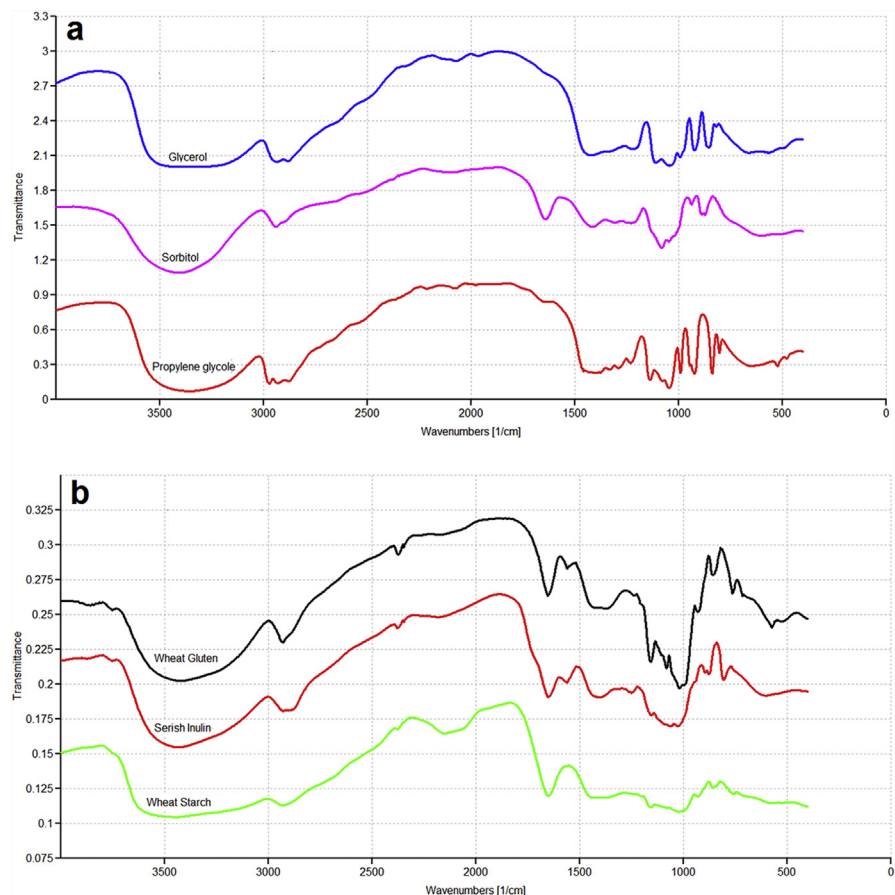 a
3.3
3
2.7
2.4
2.1
1.8
1.5
1.2
0.9
0.6
0.3
0
Transmittance
Glycerol
Sorbitol
Propylene glycole
3500 3000 2500 2000 1500 1000 500 0
Wavenumbers [1/cm]
b
0.325
0.3
0.275
0.25
0.225
0.2
0.175
0.15
0.125
0.1
0.075
Transmittance
Wheat Gluten
Serish Inulin
Wheat Starch
3500 3000 2500 2000 1500 1000 500 0
Wavenumbers [1/cm]